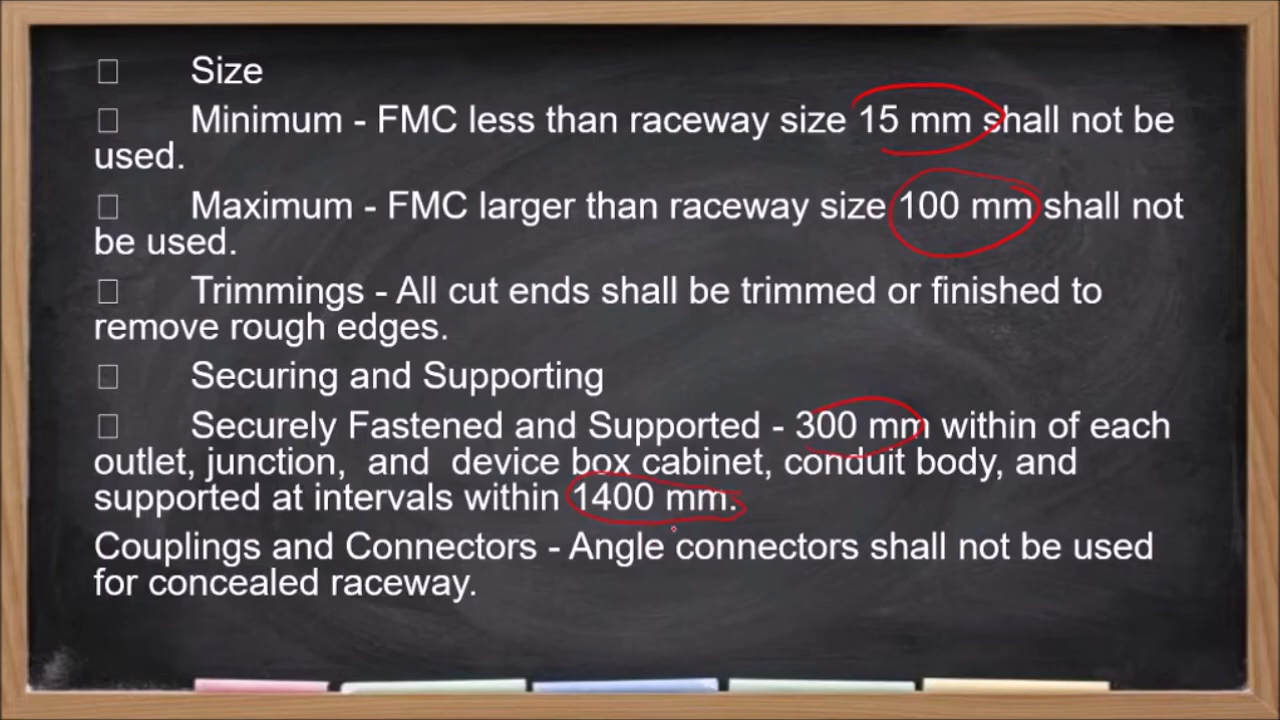 Size
Minimum - FMC less than raceway size 15 mm shall not be
used.
Maximum - FMC larger than raceway size 100 mm shall not
be used.
Trimmings - All cut ends shall be trimmed or finished to
remove rough edges.
Securing and Supporting
Securely Fastened and Supported - 300 mm within of each
outlet, junction,  and  device box cabinet, conduit body, and
supported at intervals within 1400 mm.
Couplings and Connectors - Angle connectors shall not be used
for concealed raceway.